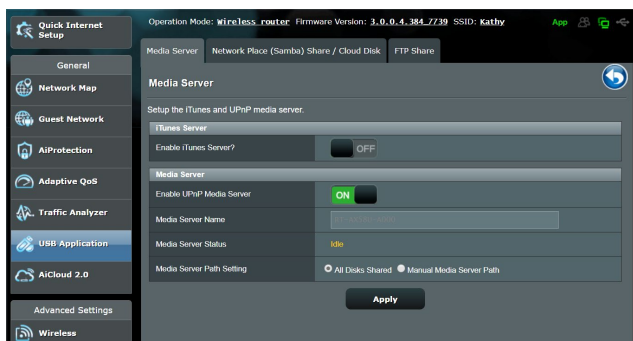 Quick Internet
Setup
Operation Mode: Wireless router Firmware Version: 3.0.0.4.384_7739 SSID: Kathy
App
Media Server
Network Place (Samba) Share / Cloud Disk
FTP Share
General
Network Map
Guest Network
AiProtection
Adaptive QoS
Traffic Analyzer
USB Application
AiCloud 2.0
Advanced Settings
Wireless
Media Server
Setup the iTunes and UPnP media server.
iTunes Server
Enable iTunes Server?
OFF
Media Server
Enable UPnP Media Server
ON
Media Server Name
Media Server Status
Idle
Media Server Path Setting
All Disks Shared
Manual Media Server Path
Apply